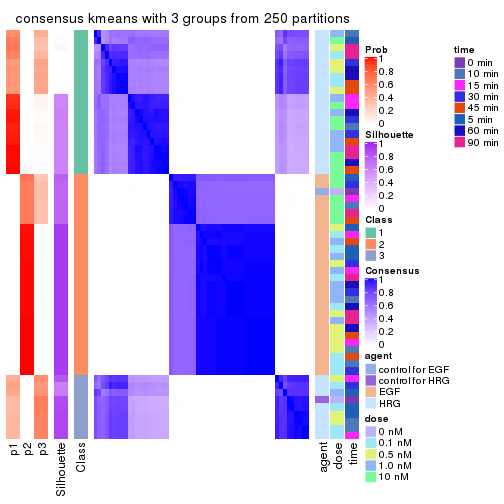 consensus kmeans with 3 groups from 250 partitions
p1
p2
p3
Silhouette
Class
agent
dose
time
Prob
1
0.8
0.6
0.4
0.2
0
Silhouette
1
0.8
0.6
0.4
0.2
0
Class
1
2
3
Consensus
1
0.8
0.6
0.4
0.2
0
agent
control for EGF
control for HRG
EGF
HRG
dose
0 nM
0.1 nM
0.5 nM
1.0 nM
10 nM
time
0 min
10 min
15 min
30 min
45 min
5 min
60 min
90 min